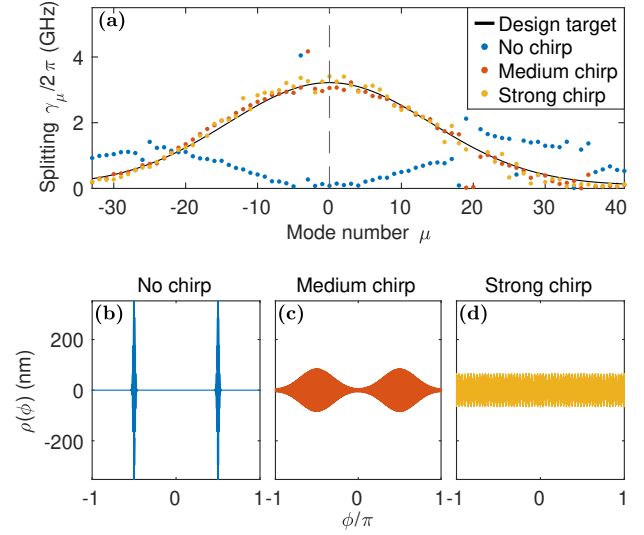 (a)
Design target
No chirp
Medium chirp
Strong chirp
Splitting γμ/2π (GHz)
4
2
0
-30 -20 -10 0 10 20 30 40
Mode number μ
No chirp Medium chirp Strong chirp
(b) (c) (d)
ρ(ϕ) (nm)
200
0
-200
-1 0 1 -1 0 1 -1 0 1
ϕ/π